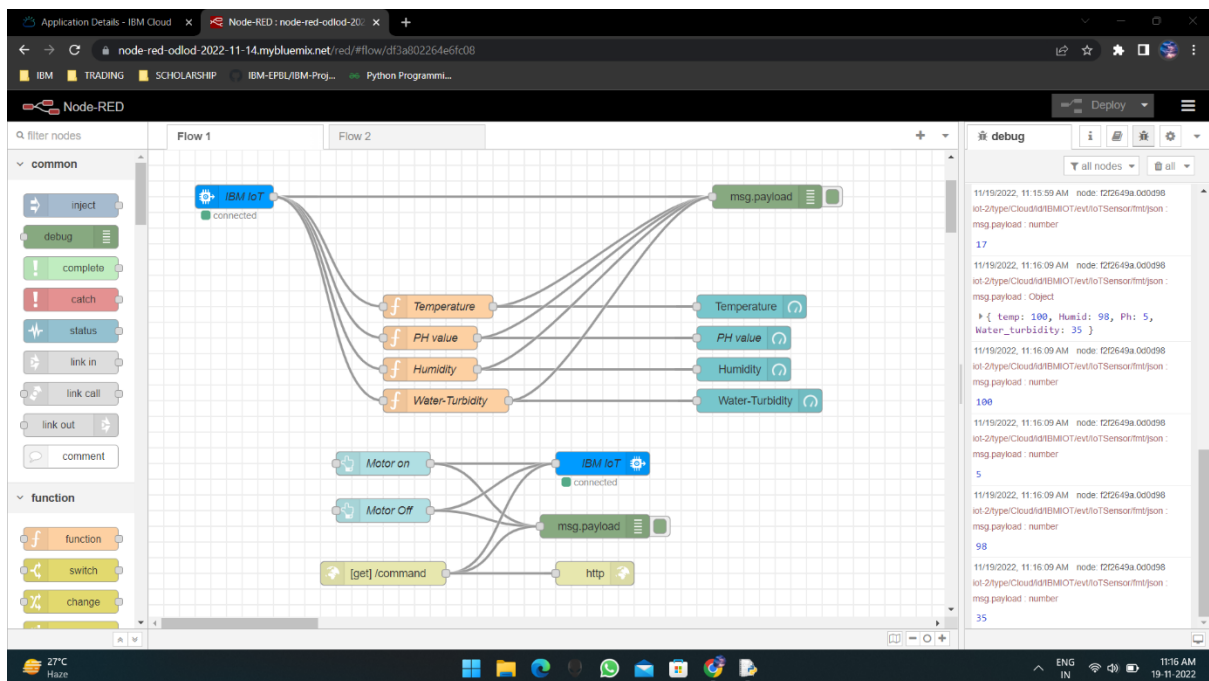 Application Details - IBM Cloud
Node-RED : node-red-odlod-202
node-red-odlod-2022-11-14.mybluemix.net/red/#flow/df3a802264e6fc08
IBM
TRADING
SCHOLARSHIP
IBM-EPBL/IBM-Proj...
Python Programmi...
Node-RED
Deploy
filter nodes
common
inject
debug
complete
catch
status
link in
link call
link out
comment
function
function
switch
change
Flow 1
Flow 2
IBM IoT
connected
msg.payload
Temperature
Temperature
PH value
PH value
Humidity
Humidity
Water-Turbidity
Water-Turbidity
Motor on
IBM IoT
connected
Motor Off
msg.payload
[get] /command
http
debug
all nodes
all
11/19/2022, 11:15:59 AM node: f2f2649a.0d0d98
iot-2/type/Cloud/id/IBMIOT/evt/IoTSensor/fmt/json :
msg.payload : number
17
11/19/2022, 11:16:09 AM node: f2f2649a.0d0d98
iot-2/type/Cloud/id/IBMIOT/evt/IoTSensor/fmt/json :
msg.payload : Object
{ temp: 100, Humid: 98, Ph: 5,
Water_turbidity: 35 }
11/19/2022, 11:16:09 AM node: f2f2649a.0d0d98
iot-2/type/Cloud/id/IBMIOT/evt/IoTSensor/fmt/json :
msg.payload : number
100
11/19/2022, 11:16:09 AM node: f2f2649a.0d0d98
iot-2/type/Cloud/id/IBMIOT/evt/IoTSensor/fmt/json :
msg.payload : number
5
11/19/2022, 11:16:09 AM node: f2f2649a.0d0d98
iot-2/type/Cloud/id/IBMIOT/evt/IoTSensor/fmt/json :
msg.payload : number
98
11/19/2022, 11:16:09 AM node: f2f2649a.0d0d98
iot-2/type/Cloud/id/IBMIOT/evt/IoTSensor/fmt/json :
msg.payload : number
35
27°C
Haze
ENG
IN
11:16 AM
19-11-2022